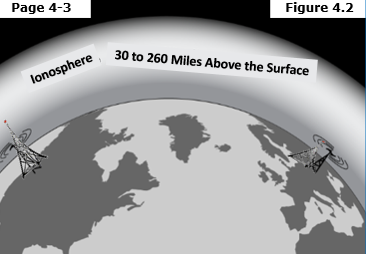 Page 4-3
Figure 4.2
Ionosphere
30 to 260 Miles Above the Surface